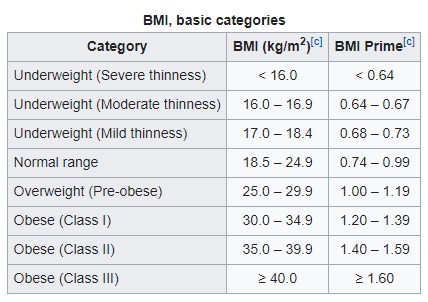 BMI, basic categories
Category BMI (kg/m²)[c] BMI Prime[c]
Underweight (Severe thinness) < 16.0 < 0.64
Underweight (Moderate thinness) 16.0 – 16.9 0.64 – 0.67
Underweight (Mild thinness) 17.0 – 18.4 0.68 – 0.73
Normal range 18.5 – 24.9 0.74 – 0.99
Overweight (Pre-obese) 25.0 – 29.9 1.00 – 1.19
Obese (Class I) 30.0 – 34.9 1.20 – 1.39
Obese (Class II) 35.0 – 39.9 1.40 – 1.59
Obese (Class III) ≥ 40.0 ≥ 1.60